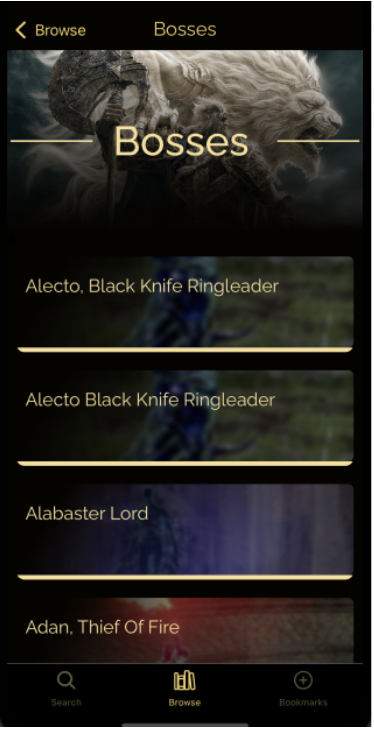 Browse
Bosses
Bosses
Alecto, Black Knife Ringleader
Alecto Black Knife Ringleader
Alabaster Lord
Adan, Thief Of Fire
Search
Browse
Bookmarks